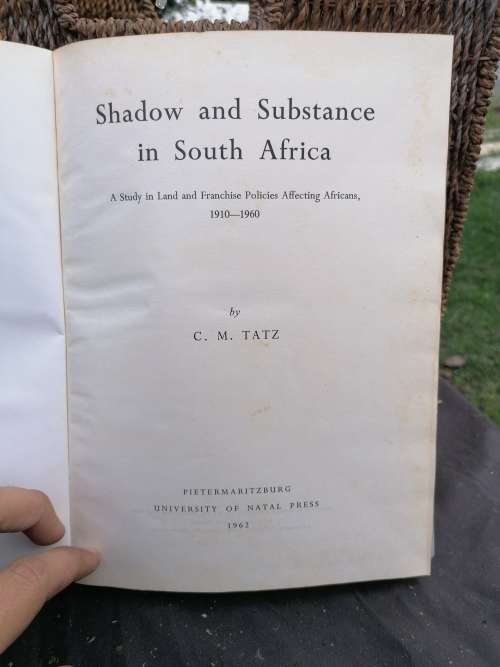 Shadow and Substance
in South Africa
A Study in Land and Franchise Policies Affecting Africans,
1910—1960
by
C. M. TATZ
PIETERMARITZBURG
UNIVERSITY OF NATAL PRESS
1962